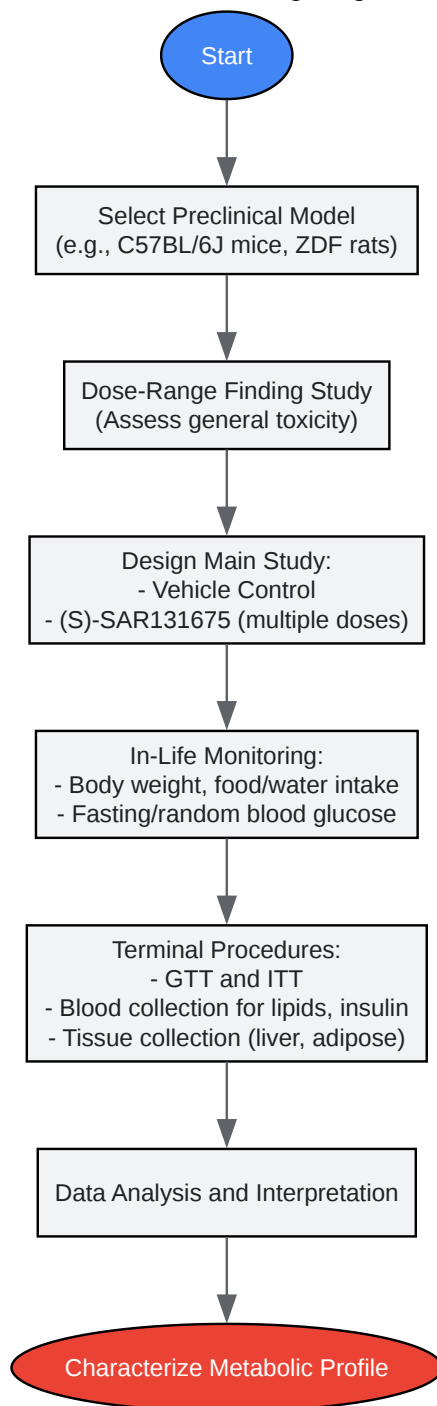 Start
Select Preclinical Model
(e.g., C57BL/6J mice, ZDF rats)
Dose-Range Finding Study
(Assess general toxicity)
Design Main Study:
- Vehicle Control
- (S)-SAR131675 (multiple doses)
In-Life Monitoring:
- Body weight, food/water intake
- Fasting/random blood glucose
Terminal Procedures:
- GTT and ITT
- Blood collection for lipids, insulin
- Tissue collection (liver, adipose)
Data Analysis and Interpretation
Characterize Metabolic Profile